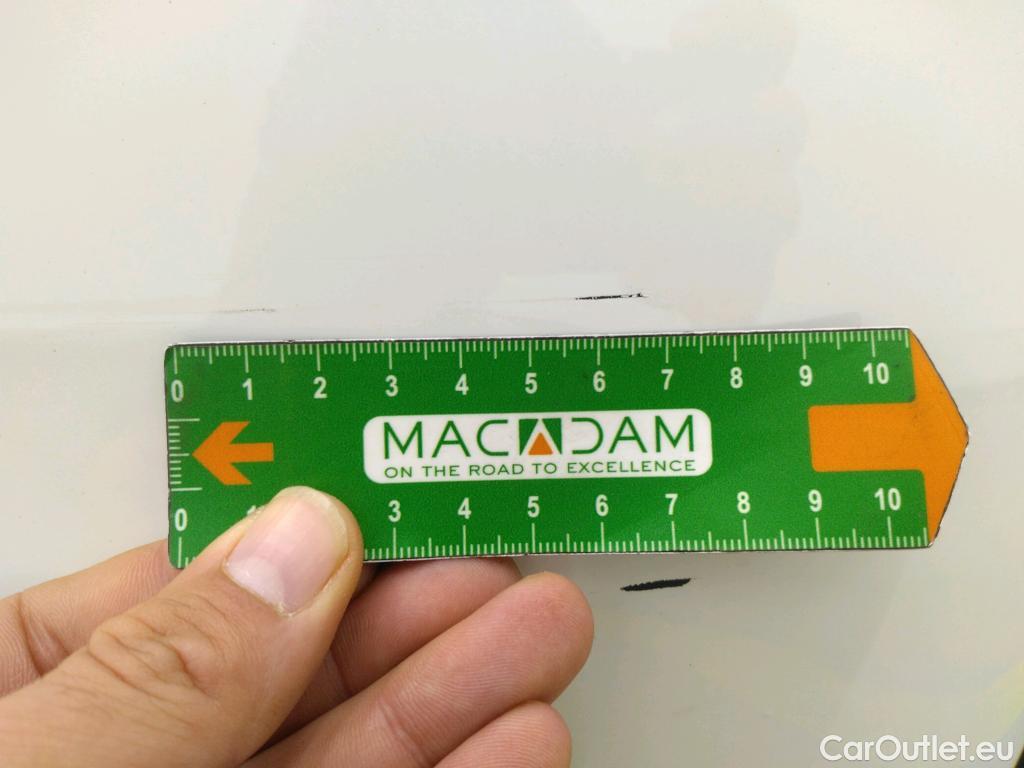 0 1 2 3 4 5 6 7 8 9 10
MACADAM
ON THE ROAD TO EXCELLENCE
0 1 3 4 5 6 7 8 9 10
CarOutlet.eu